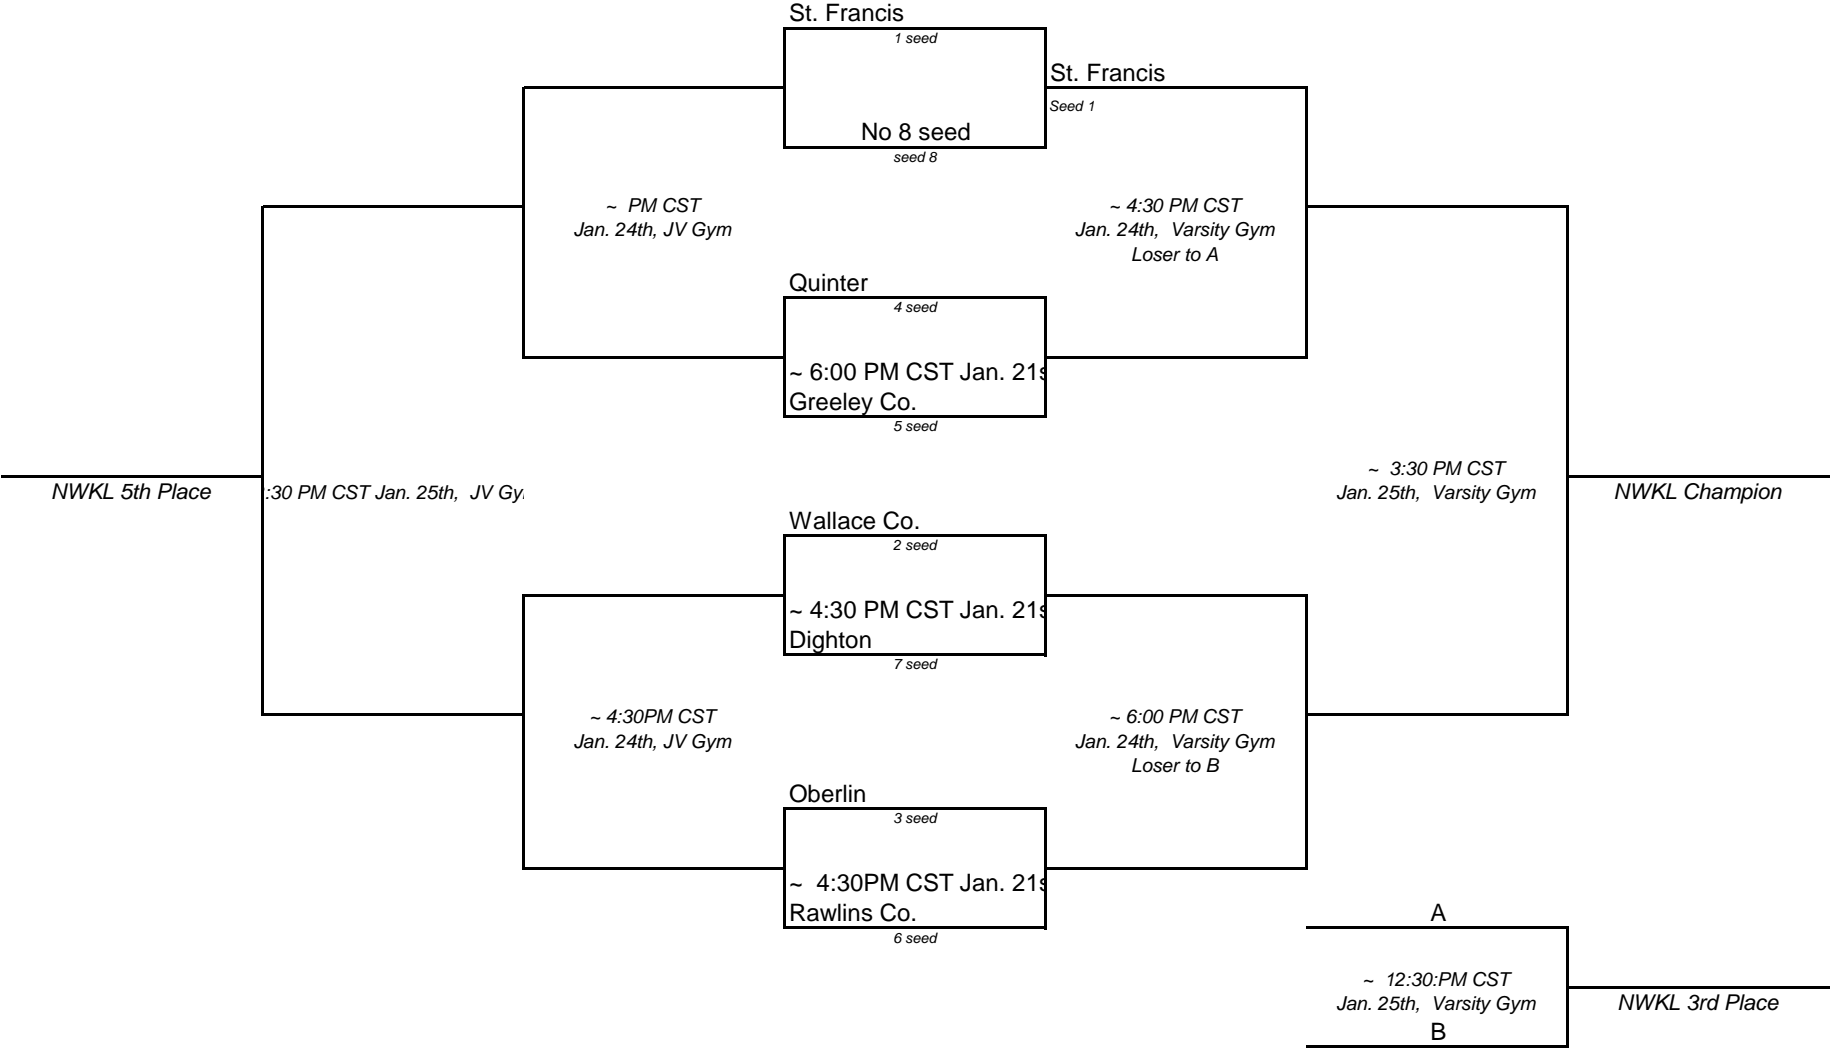 St. Francis
1 seed
St. Francis
Seed 1
No 8 seed
seed 8
~ PM CST
Jan. 24th, JV Gym
~ 4:30 PM CST
Jan. 24th, Varsity Gym
Loser to A
Quinter
4 seed
~ 6:00 PM CST Jan. 21s
Greeley Co.
5 seed
NWKL 5th Place
:30 PM CST Jan. 25th, JV Gy
~ 3:30 PM CST
Jan. 25th, Varsity Gym
NWKL Champion
Wallace Co.
2 seed
~ 4:30 PM CST Jan. 21s
Dighton
7 seed
~ 4:30PM CST
Jan. 24th, JV Gym
~ 6:00 PM CST
Jan. 24th, Varsity Gym
Loser to B
Oberlin
3 seed
~ 4:30PM CST Jan. 21s
Rawlins Co.
6 seed
A
~ 12:30:PM CST
Jan. 25th, Varsity Gym
B
NWKL 3rd Place